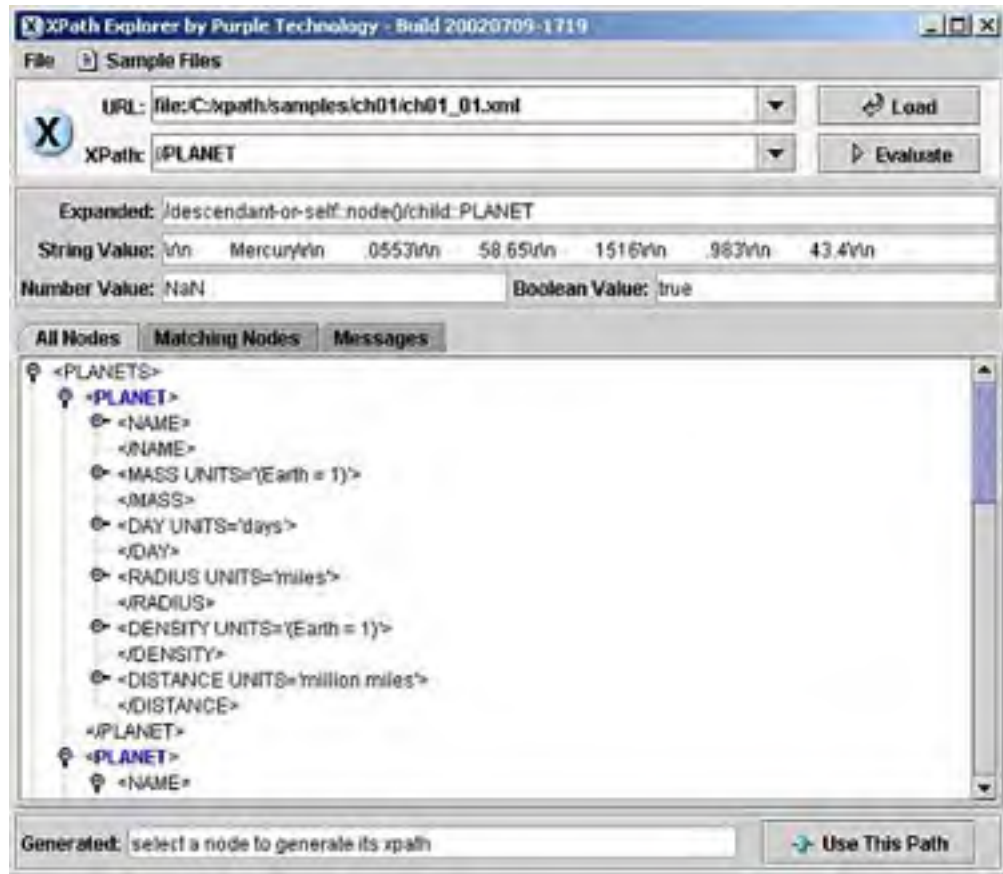 XPath Explorer by Purple Technology - Build 20020709-1719
File Sample Files
URL: file:/C:/xpath/samples/ch01/ch01_01.xml Load
XPath: //PLANET Evaluate
Expanded: /descendant-or-self::node()/child::PLANET
String Value: \r\n Mercury\r\n .0553\r\n 58.65\r\n 1516\r\n .983\r\n 43.4\r\n
Number Value: NaN Boolean Value: true
All Nodes Matching Nodes Messages
<PLANETS>
<PLANET>
<NAME>
</NAME>
<MASS UNITS='(Earth = 1)'>
</MASS>
<DAY UNITS='days'>
</DAY>
<RADIUS UNITS='miles'>
</RADIUS>
<DENSITY UNITS='(Earth = 1)'>
</DENSITY>
<DISTANCE UNITS='million miles'>
</DISTANCE>
</PLANET>
<PLANET>
<NAME>
Generated: select a node to generate its xpath Use This Path